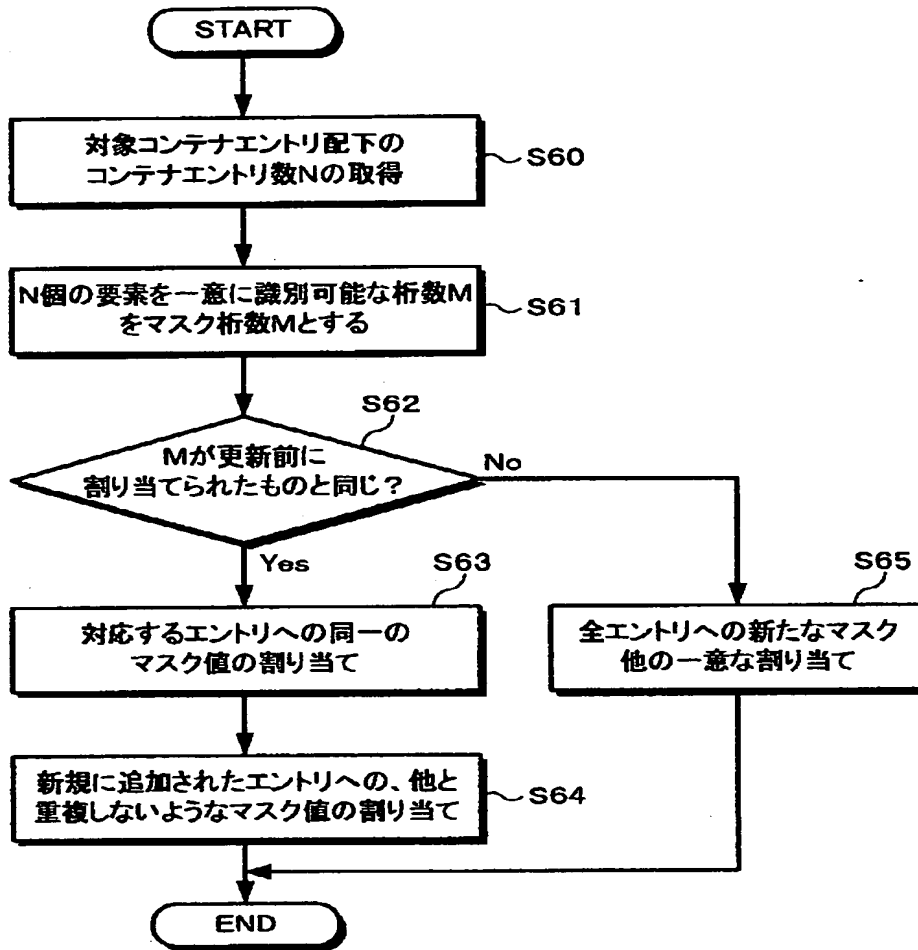 START
対象コンテナエントリ配下の
コンテナエントリ数Nの取得
S60
N個の要素を一意に識別可能な桁数M
をマスク桁数Mとする
S61
S62
Mが更新前に
割り当てられたものと同じ？
No
Yes
S63
対応するエントリへの同一の
マスク値の割り当て
S65
全エントリへの新たなマスク
他の一意な割り当て
新規に追加されたエントリへの、他と
重複しないようなマスク値の割り当て
S64
END